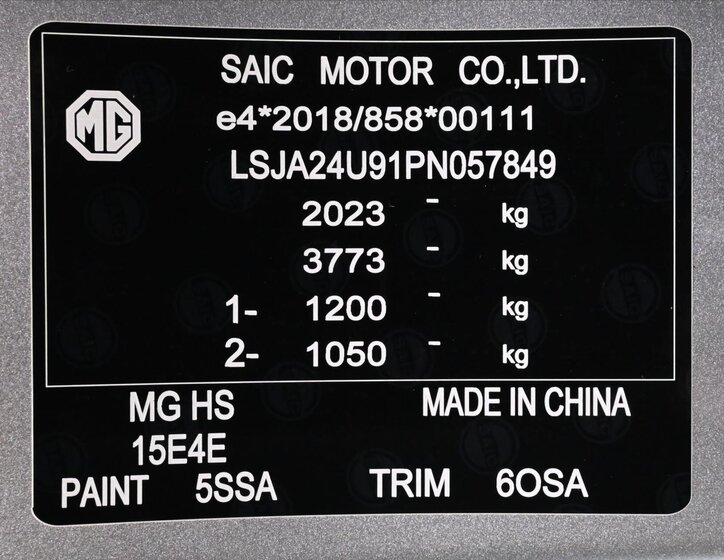 SAIC MOTOR CO.,LTD.
MG
e4*2018/858*00111
LSJA24U91PN057849
2023 - kg
3773 - kg
1- 1200 - kg
2- 1050 - kg
MG HS MADE IN CHINA
15E4E
PAINT 5SSA TRIM 6OSA